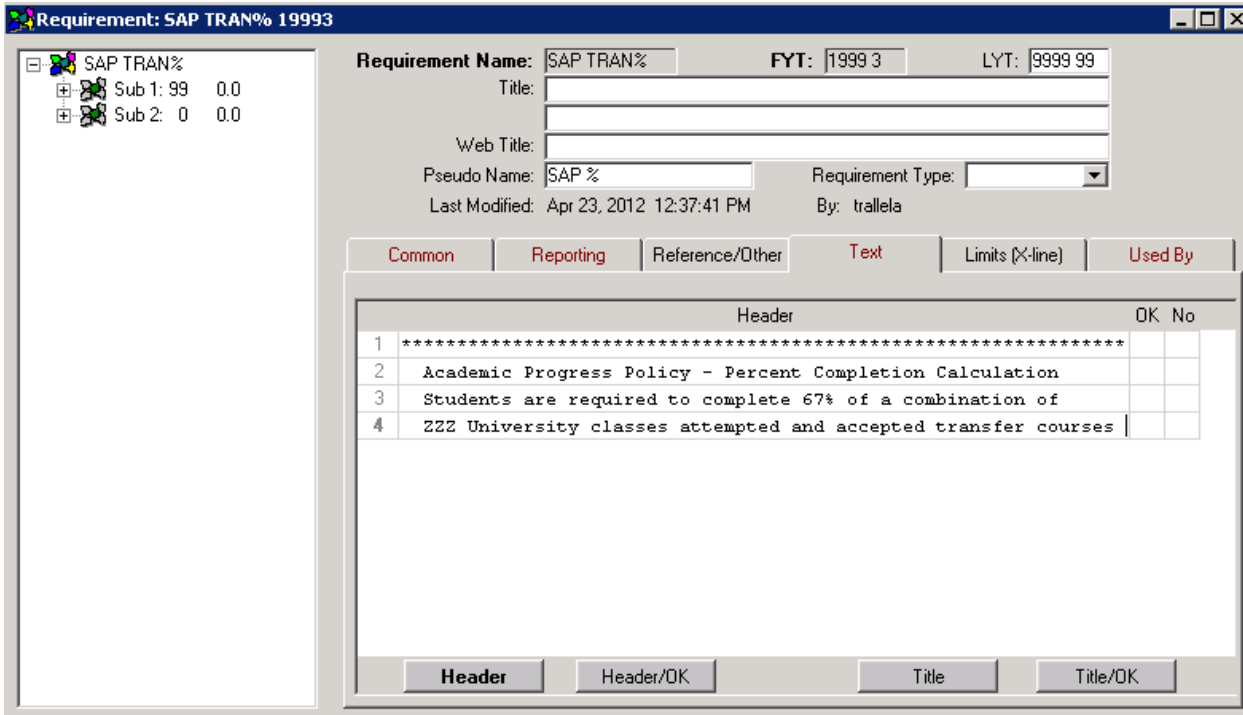 Requirement: SAP TRAN% 19993
SAP TRAN%
Sub 1: 99 0.0
Sub 2: 0 0.0
Requirement Name: SAP TRAN% FYT: 1999 3 LYT: 9999 99
Title:
Web Title:
Pseudo Name: SAP % Requirement Type:
Last Modified: Apr 23, 2012 12:37:41 PM By: trallela
Common Reporting Reference/Other Text Limits (X-line) Used By
Header OK No
1 *****************************************************************
2 Academic Progress Policy - Percent Completion Calculation
3 Students are required to complete 67% of a combination of
4 ZZZ University classes attempted and accepted transfer courses
Header Header/OK Title Title/OK